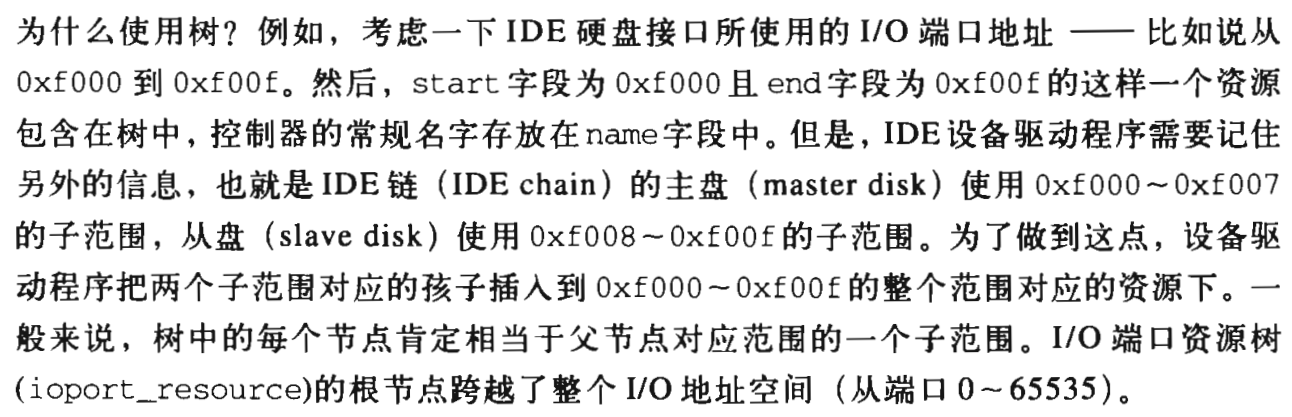 为什么使用树？例如，考虑一下 IDE 硬盘接口所使用的 I/O 端口地址 —— 比如说从
0xf000 到 0xf00f。然后，start 字段为 0xf000 且 end 字段为 0xf00f 的这样一个资源
包含在树中，控制器的常规名字存放在 name 字段中。但是，IDE 设备驱动程序需要记住
另外的信息，也就是 IDE 链（IDE chain）的主盘（master disk）使用 0xf000～0xf007
的子范围，从盘（slave disk）使用 0xf008～0xf00f 的子范围。为了做到这点，设备驱
动程序把两个子范围对应的孩子插入到 0xf000～0xf00f 的整个范围对应的资源下。一
般来说，树中的每个节点肯定相当于父节点对应范围的一个子范围。I/O 端口资源树
(ioport_resource)的根节点跨越了整个 I/O 地址空间（从端口 0～65535）。